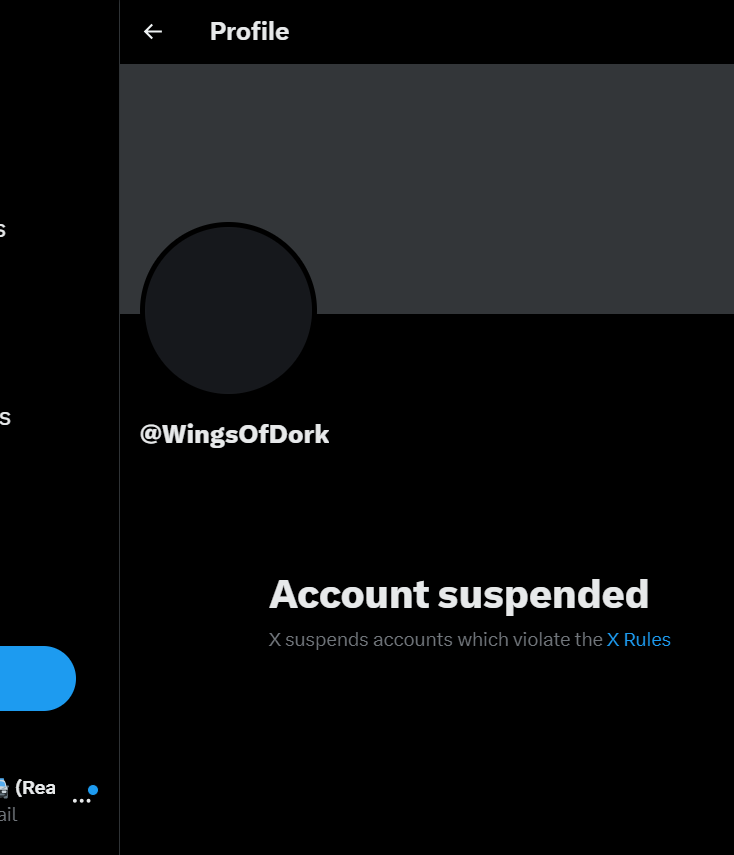 Profile
s
s
@WingsOfDork
Account suspended
X suspends accounts which violate the X Rules
(Rea
ail